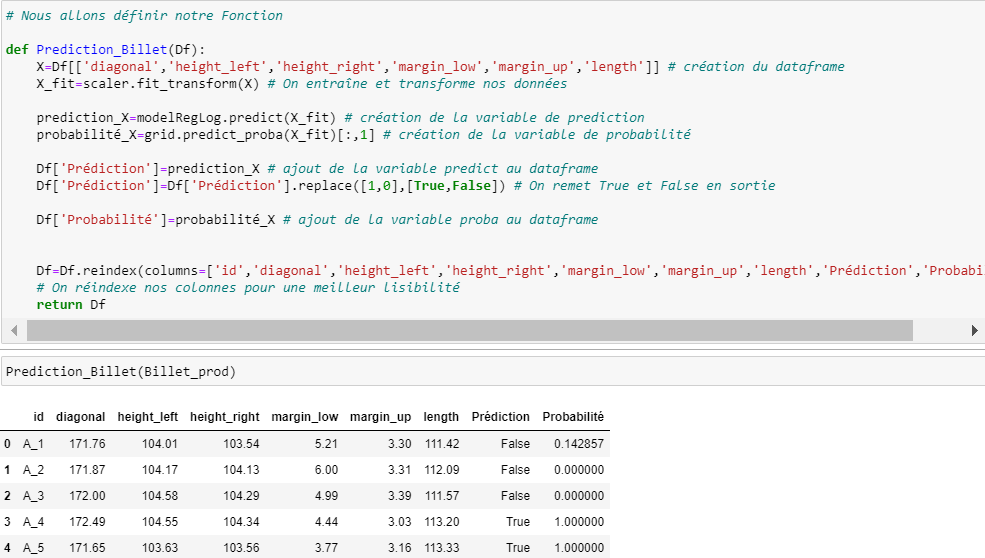 # Nous allons définir notre Fonction
def Prediction_Billet(Df):
X=Df[['diagonal','height_left','height_right','margin_low','margin_up','length']] # création du dataframe
X_fit=scaler.fit_transform(X) # On entraîne et transforme nos données
prediction_X=modelRegLog.predict(X_fit) # création de la variable de prediction
probabilité_X=grid.predict_proba(X_fit)[:,1] # création de la variable de probabilité
Df['Prédiction']=prediction_X # ajout de la variable predict au dataframe
Df['Prédiction']=Df['Prédiction'].replace([1,0],[True,False]) # On remet True et False en sortie
Df['Probabilité']=probabilité_X # ajout de la variable proba au dataframe
Df=Df.reindex(columns=['id','diagonal','height_left','height_right','margin_low','margin_up','length','Prédiction','Probabi
# On réindexe nos colonnes pour une meilleur lisibilité
return Df
Prediction_Billet(Billet_prod)
id diagonal height_left height_right margin_low margin_up length Prédiction Probabilité
0 A_1 171.76 104.01 103.54 5.21 3.30 111.42 False 0.142857
1 A_2 171.87 104.17 104.13 6.00 3.31 112.09 False 0.000000
2 A_3 172.00 104.58 104.29 4.99 3.39 111.57 False 0.000000
3 A_4 172.49 104.55 104.34 4.44 3.03 113.20 True 1.000000
4 A_5 171.65 103.63 103.56 3.77 3.16 113.33 True 1.000000